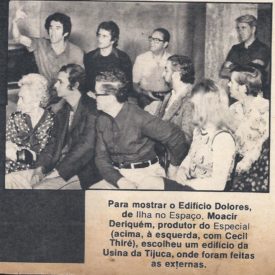 Para mostrar o Edifício Dolores,
de Ilha no Espaço, Moacir
Deriquém, produtor do Especial
(acima, à esquerda, com Cecil
Thiré), escolheu um edifício da
Usina da Tijuca, onde foram feitas
as externas.